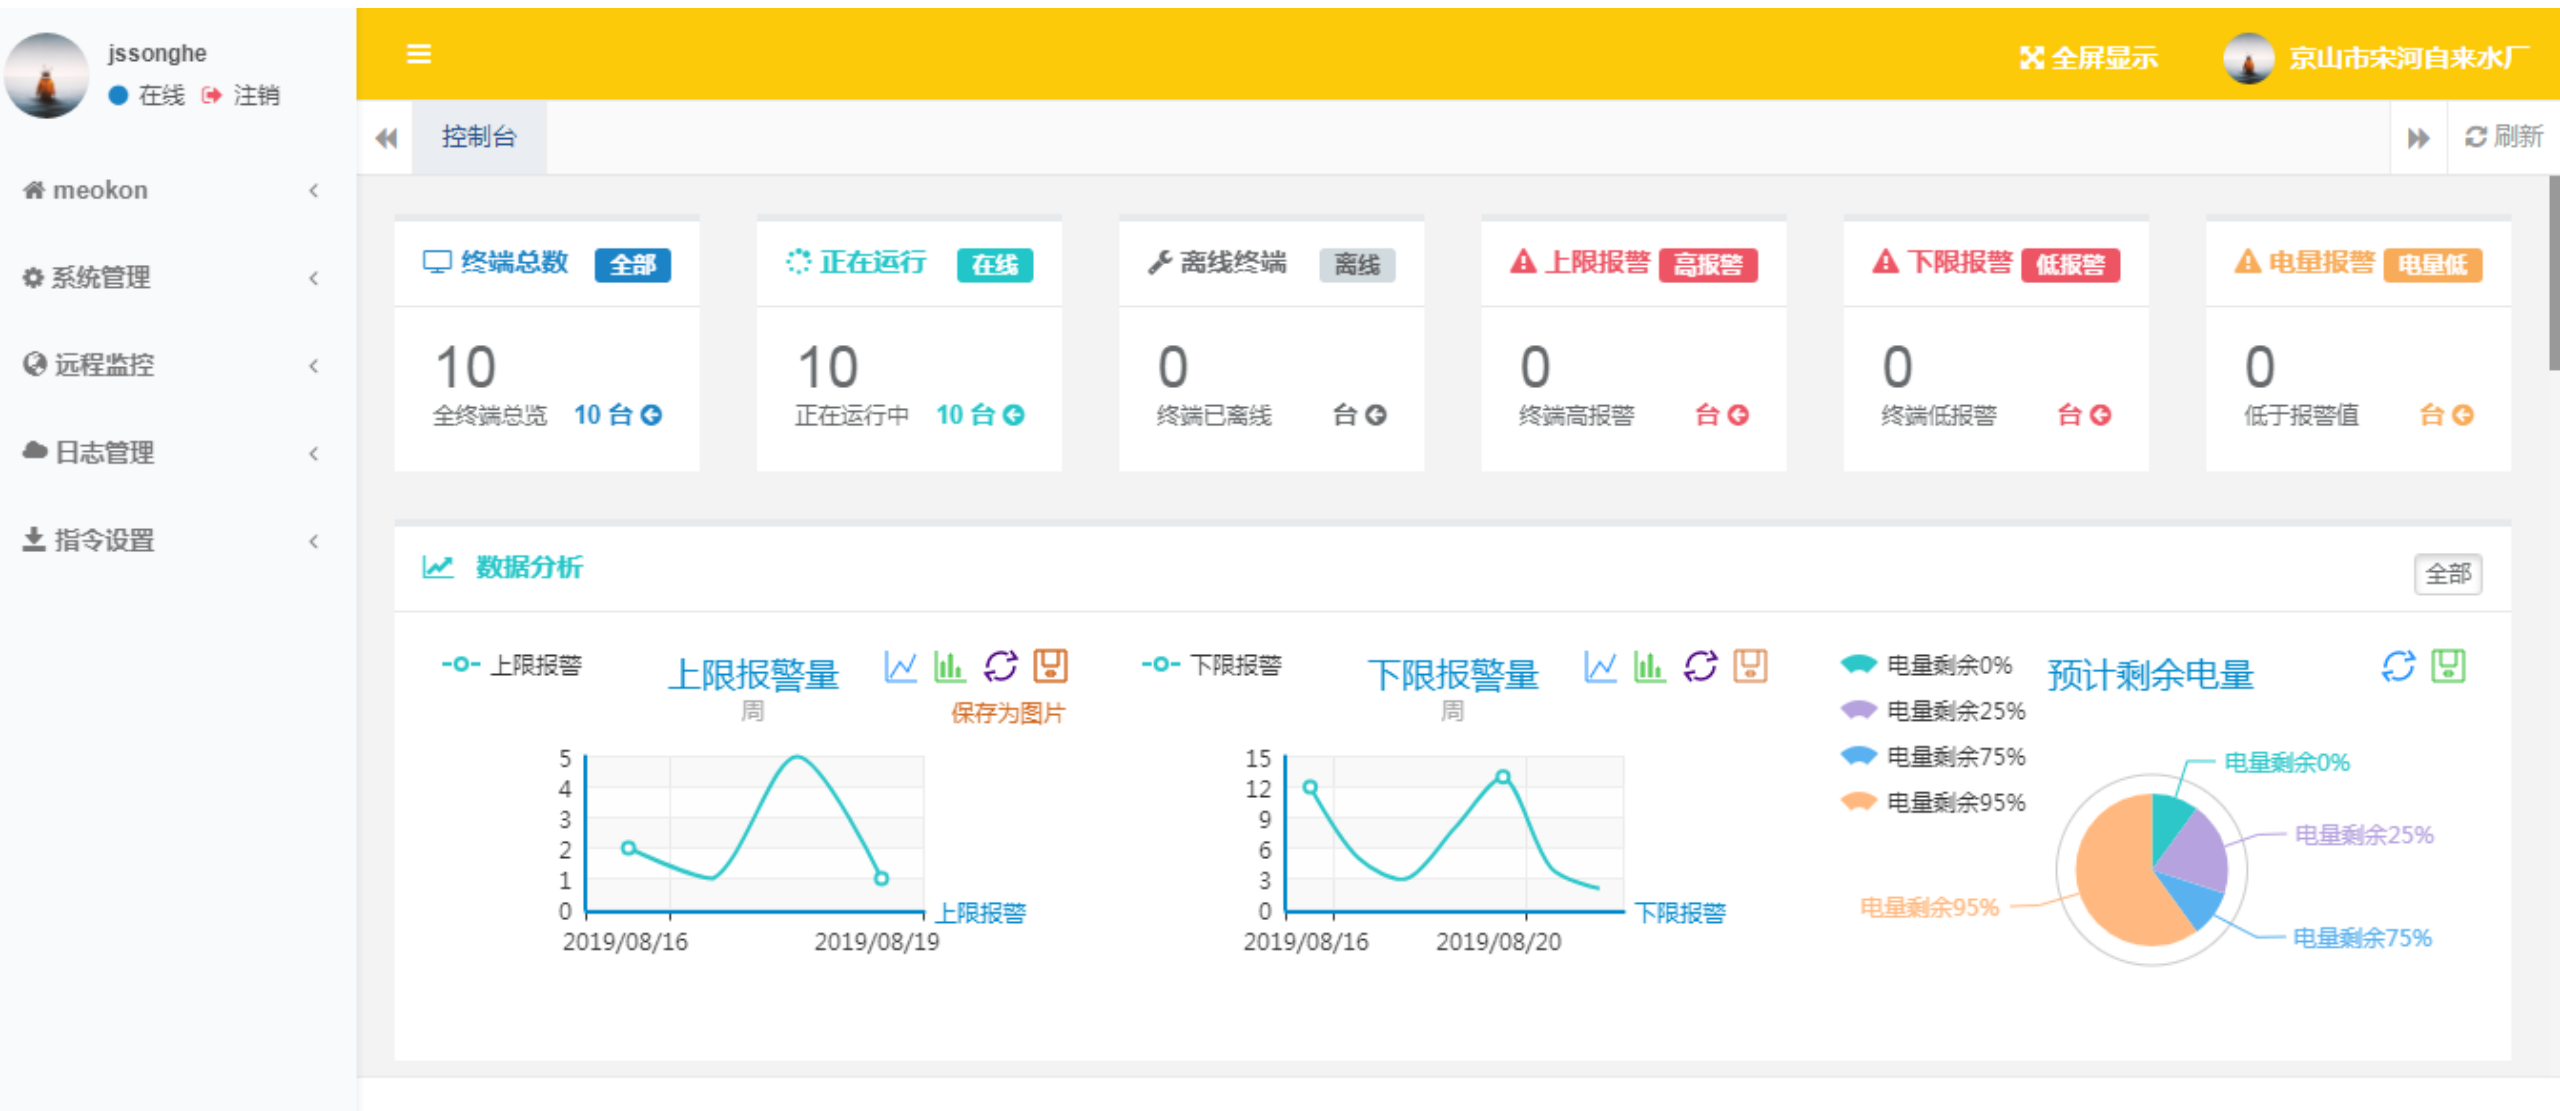 jssonghe
在线 注销
meokon
系统管理
远程监控
日志管理
指令设置
全屏显示
京山市宋河自来水厂
控制台
刷新
终端总数 全部
10
全终端总览 10 台
正在运行 在线
10
正在运行中 10 台
离线终端 离线
0
终端已离线 台
上限报警 高报警
0
终端高报警 台
下限报警 低报警
0
终端低报警 台
电量报警 电量低
0
低于报警值 台
数据分析
全部
上限报警
上限报警量
周
保存为图片
5
4
3
2
1
0
上限报警
2019/08/16 2019/08/19
下限报警
下限报警量
周
15
12
9
6
3
0
下限报警
2019/08/16 2019/08/20
电量剩余0%
电量剩余25%
电量剩余75%
电量剩余95%
预计剩余电量
电量剩余0%
电量剩余25%
电量剩余95%
电量剩余75%